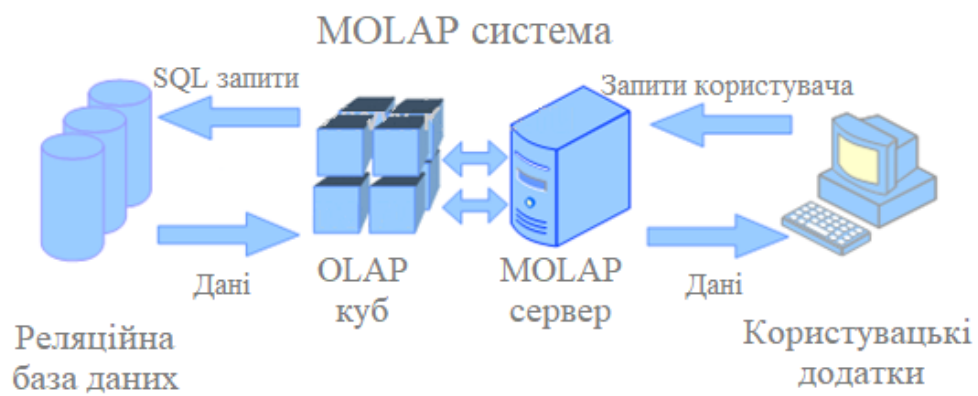 MOLAP система
SQL запити
Запити користувача
Дані
OLAP
куб
MOLAP
сервер
Дані
Реляційна
база даних
Користувацькі
додатки